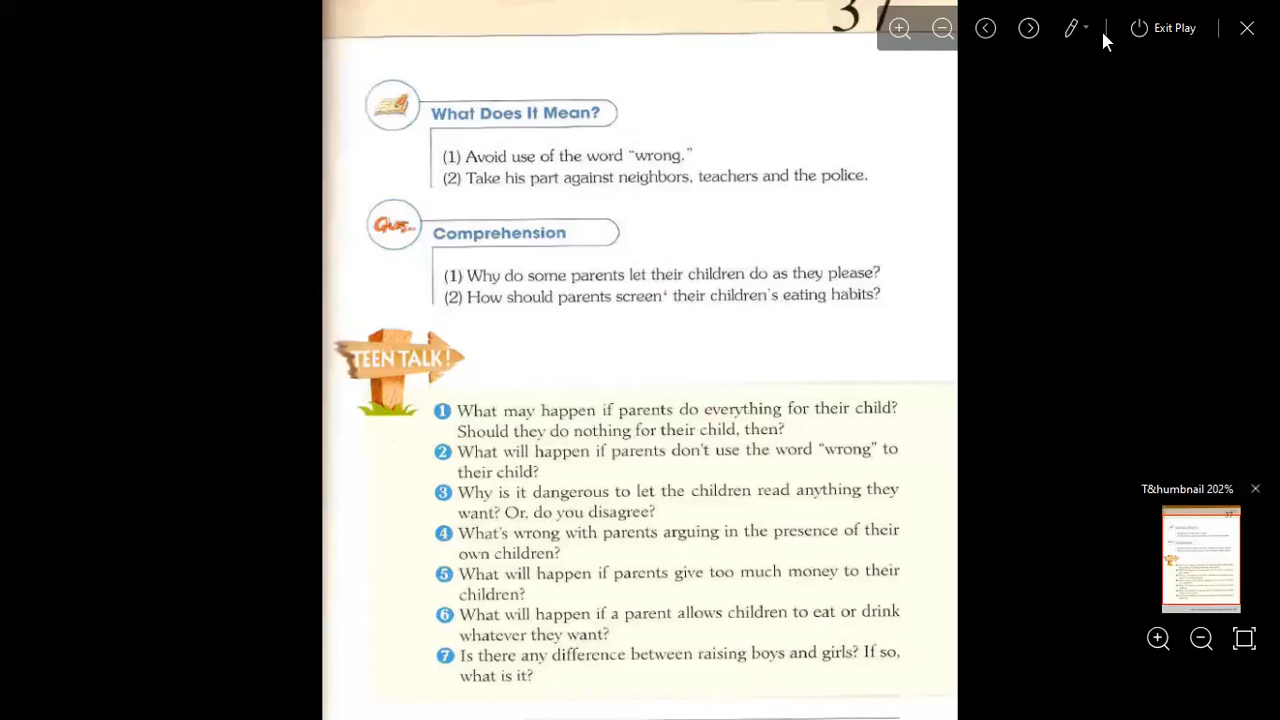 37
Exit Play
What Does It Mean?
(1) Avoid use of the word “wrong.”
(2) Take his part against neighbors, teachers and the police.
Comprehension
(1) Why do some parents let their children do as they please?
(2) How should parents screen* their children's eating habits?
TEEN TALK!
1 What may happen if parents do everything for their child?
Should they do nothing for their child, then?
2 What will happen if parents don't use the word “wrong” to
their child?
3 Why is it dangerous to let the children read anything they
want? Or, do you disagree?
4 What's wrong with parents arguing in the presence of their
own children?
5 What will happen if parents give too much money to their
children?
6 What will happen if a parent allows children to eat or drink
whatever they want?
7 Is there any difference between raising boys and girls? If so,
what is it?
T&humbnail 202%